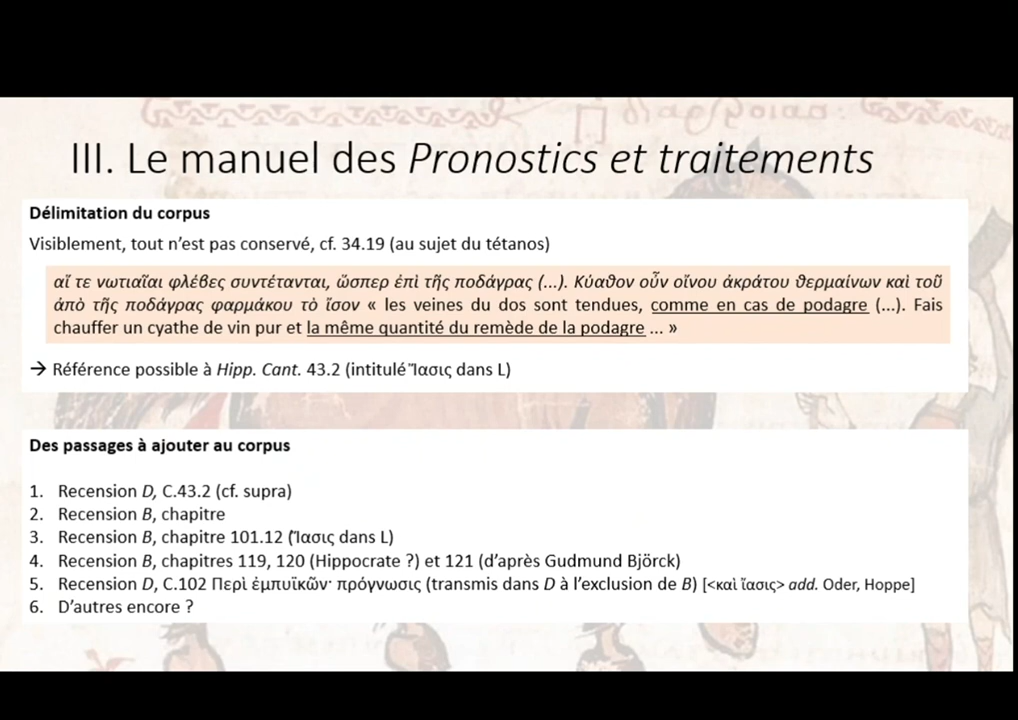 III. Le manuel des Pronostics et traitements
Délimitation du corpus
Visiblement, tout n’est pas conservé, cf. 34.19 (au sujet du tétanos)
αἵ τε νωτιαῖαι φλέβες συντέτανται, ὥσπερ ἐπὶ τῆς ποδάγρας (...). Κύαθον οὖν οἴνου ἀκράτου θερμαίνων καὶ τοῦ
ἀπὸ τῆς ποδάγρας φαρμάκου τὸ ἴσον « les veines du dos sont tendues, comme en cas de podagre (...). Fais
chauffer un cyathe de vin pur et la même quantité du remède de la podagre ... »
→ Référence possible à Hipp. Cant. 43.2 (intitulé Ἴασις dans L)
Des passages à ajouter au corpus
1. Recension D, C.43.2 (cf. supra)
2. Recension B, chapitre
3. Recension B, chapitre 101.12 (Ἴασις dans L)
4. Recension B, chapitres 119, 120 (Hippocrate ?) et 121 (d’après Gudmund Björck)
5. Recension D, C.102 Περὶ ἐμπυϊκῶν· πρόγνωσις (transmis dans D à l’exclusion de B) [<καὶ ἴασις> add. Oder, Hoppe]
6. D’autres encore ?